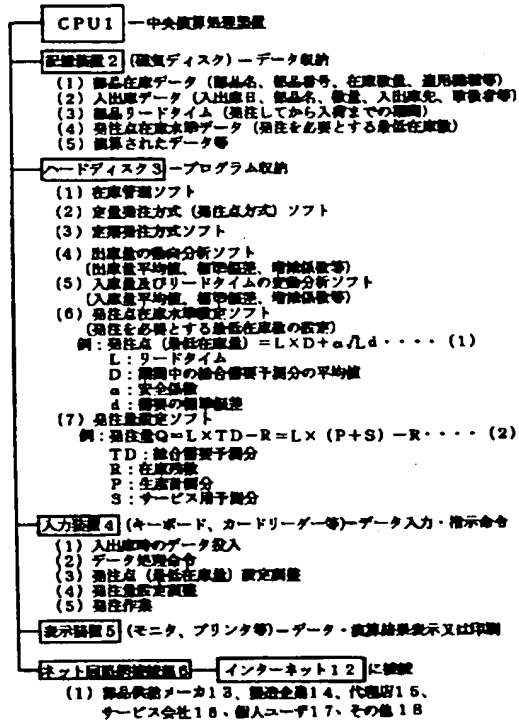 CPU1 ー中央演算処理装置
記憶装置2 (磁気ディスク) ーデータ収納
(1) 部品在庫データ (部品名、部品番号、在庫数量、適用機種等)
(2) 入出庫データ (入出庫日、部品名、数量、入出庫先、取扱者等)
(3) 部品リードタイム (発注してから入荷までの期間)
(4) 発注点在庫水準データ (発注を必要とする最低在庫数)
(5) 演算されたデータ等
ハードディスク3 ープログラム収納
(1) 在庫管理ソフト
(2) 定量発注方式 (発注点方式) ソフト
(3) 定期発注方式ソフト
(4) 出庫量の動向分析ソフト
(出庫量平均値、標準偏差、増減係数等)
(5) 入庫量及びリードタイムの変動分析ソフト
(入庫量平均値、標準偏差、増減係数等)
(6) 発注点在庫水準設定ソフト
(発注を必要とする最低在庫数の設定)
例:発注点 (最低在庫量) =L×D+α√Ld・・・・ (1)
L:リードタイム
D:期間中の総合需要予測分の平均値
α:安全係数
d:需要の標準偏差
(7) 発注量設定ソフト
例:発注量Q=L×TD-R=L× (P+S) -R・・・・ (2)
TD:総合需要予測分
R:在庫残数
P:生産計画分
S:サービス用予測分
入力装置4 (キーボード、カードリーダー等)ーデータ入力・指示命令
(1) 入出庫時のデータ投入
(2) データ処理命令
(3) 発注点 (最低在庫量) 設定調整
(4) 発注量設定調整
(5) 発注作業
表示装置5 (モニタ、プリンタ等) ーデータ・演算結果表示又は印刷
ネット回路網接続部6 インターネット12 に接続
(1) 部品供給メーカ13、製造企業14、代理店15、
サービス会社16、個人ユーザ17、その他18